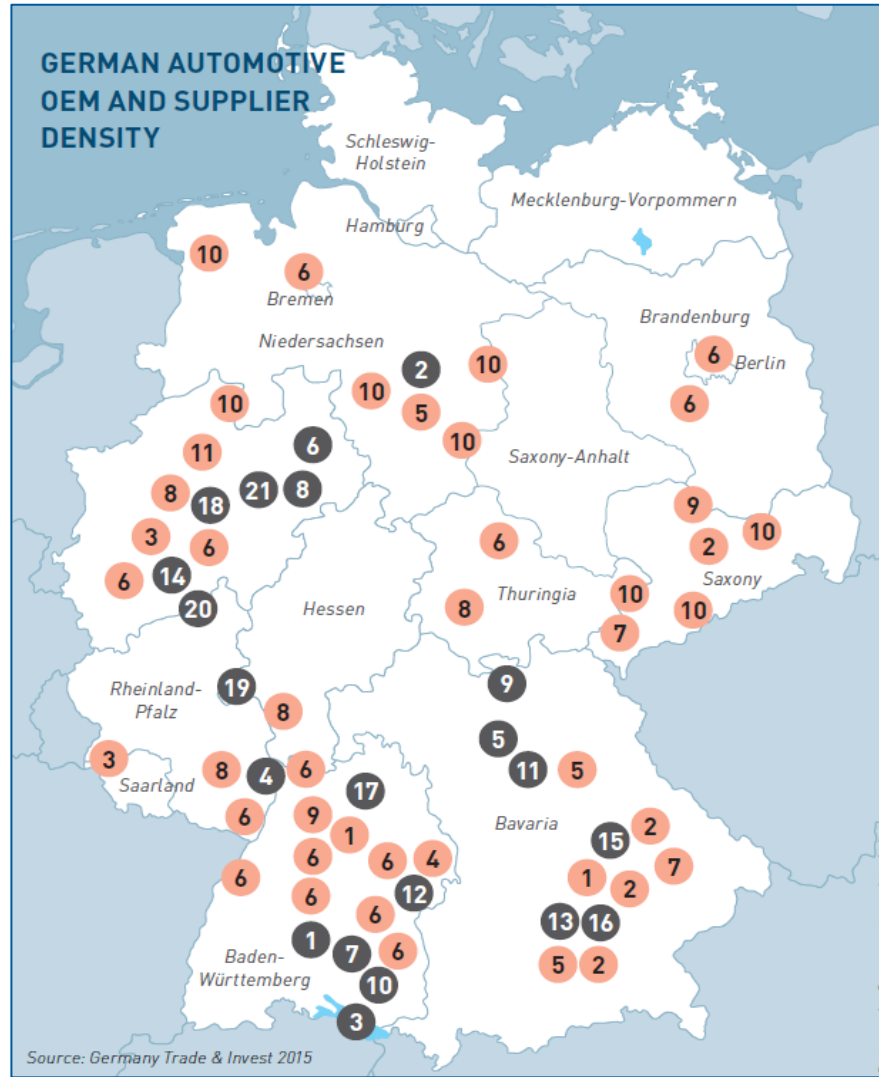 GERMAN AUTOMOTIVE
OEM AND SUPPLIER
DENSITY
Schleswig-
Holstein
Mecklenburg-Vorpommern
Hamburg
10
6
Bremen
Brandenburg
Niedersachsen
6
Berlin
2
10
10
6
10
5
10
6
11
Saxony-Anhalt
8
21
8
18
9
10
3
6
6
2
6
14
Saxony
20
8
Thuringia
10
10
Hessen
7
19
9
Rheinland-
Pfalz
8
5
3
8
4
6
11
5
Saarland
17
6
9
1
Bavaria
2
15
6
6
4
7
6
1
2
6
12
6
13
16
1
7
6
5
2
Baden-
Württemberg
10
3
Source: Germany Trade & Invest 2015